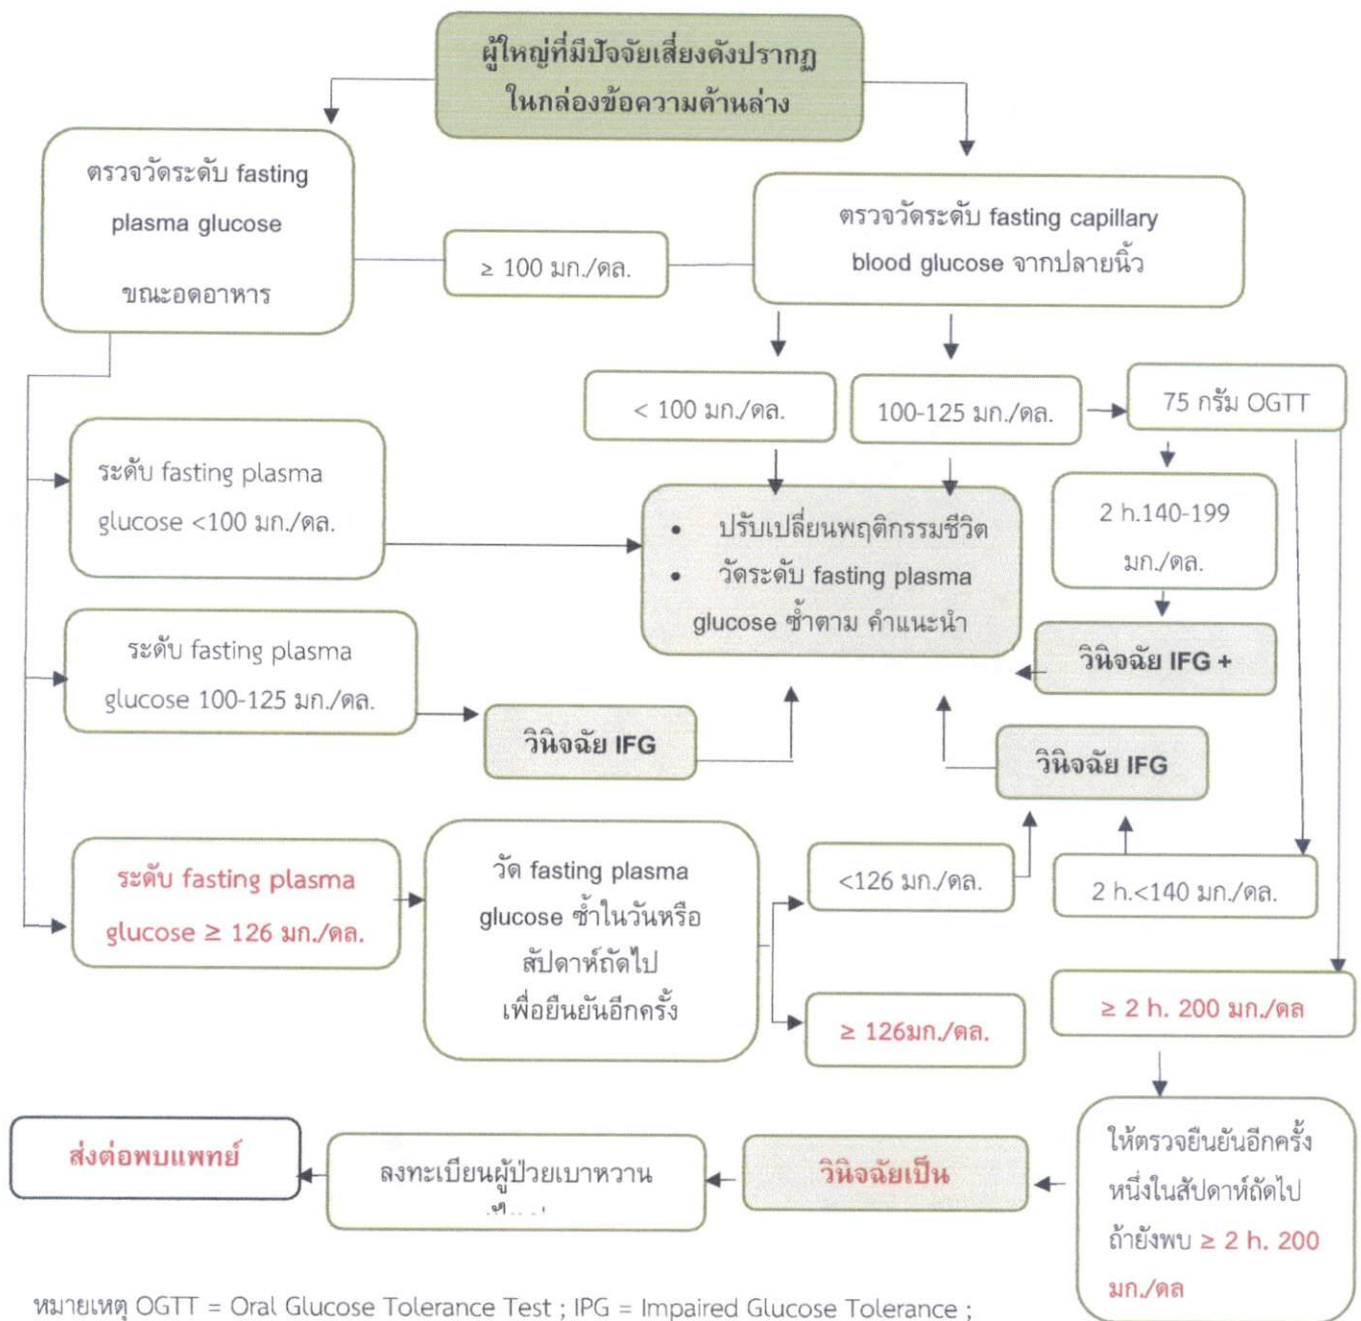 ผู้ใหญ่ที่มีปัจจัยเสี่ยงดังปรากฏ
ในกล่องข้อความด้านล่าง
ตรวจวัดระดับ fasting
plasma glucose
ขณะอดอาหาร
≥ 100 มก./ดล.
ตรวจวัดระดับ fasting capillary
blood glucose จากปลายนิ้ว
< 100 มก./ดล.
100-125 มก./ดล.
75 กรัม OGTT
ระดับ fasting plasma
glucose <100 มก./ดล.
• ปรับเปลี่ยนพฤติกรรมชีวิต
• วัดระดับ fasting plasma
glucose ซ้ำตาม คำแนะนำ
2 h.140-199
มก./ดล.
ระดับ fasting plasma
glucose 100-125 มก./ดล.
วินิจฉัย IFG +
วินิจฉัย IFG
วินิจฉัย IFG
ระดับ fasting plasma
glucose ≥ 126 มก./ดล.
วัด fasting plasma
glucose ซ้ำในวันหรือ
สัปดาห์ถัดไป
เพื่อยืนยันอีกครั้ง
<126 มก./ดล.
2 h.<140 มก./ดล.
≥ 126มก./ดล.
≥ 2 h. 200 มก./ดล
ส่งต่อพบแพทย์
ลงทะเบียนผู้ป่วยเบาหวาน
วินิจฉัยเป็น
ให้ตรวจยืนยันอีกครั้ง
หนึ่งในสัปดาห์ถัดไป
ถ้ายังพบ ≥ 2 h. 200
มก./ดล
หมายเหตุ OGTT = Oral Glucose Tolerance Test ; IPG = Impaired Glucose Tolerance ;